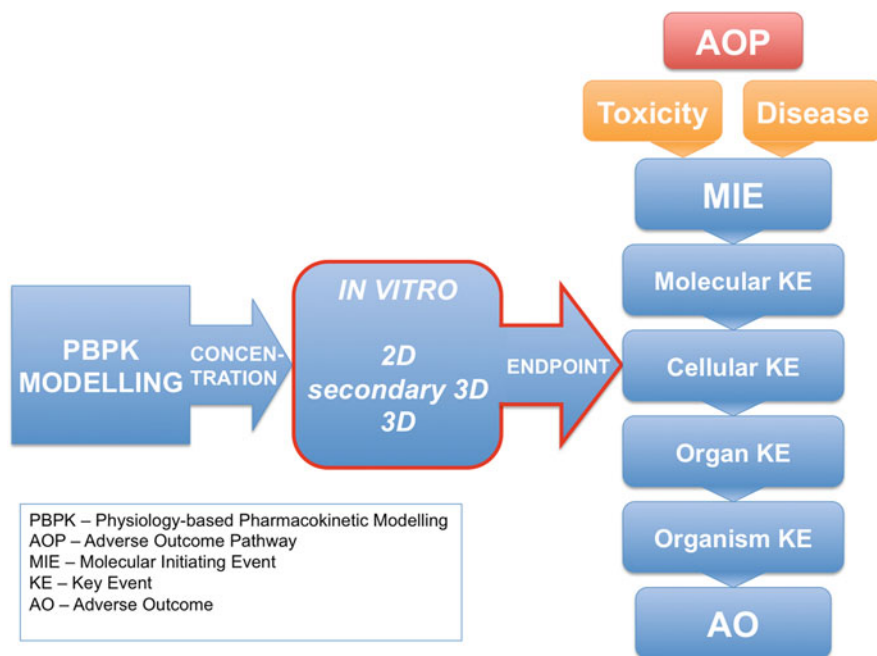 AOP
Toxicity
Disease
MIE
Molecular KE
Cellular KE
Organ KE
Organism KE
AO
PBPK
MODELLING
CONCEN-
TRATION
IN VITRO
2D
secondary 3D
3D
ENDPOINT
PBPK – Physiology-based Pharmacokinetic Modelling
AOP – Adverse Outcome Pathway
MIE – Molecular Initiating Event
KE – Key Event
AO – Adverse Outcome